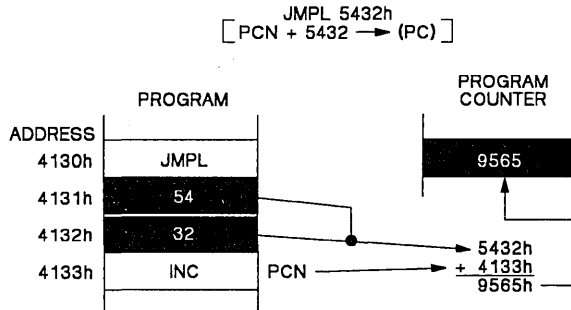 JMPL 5432h
[PCN + 5432 → (PC)]
PROGRAM
PROGRAM COUNTER
ADDRESS
4130h JMPL 9565
4131h 54
4132h 32 5432h
4133h INC PCN + 4133h
9565h